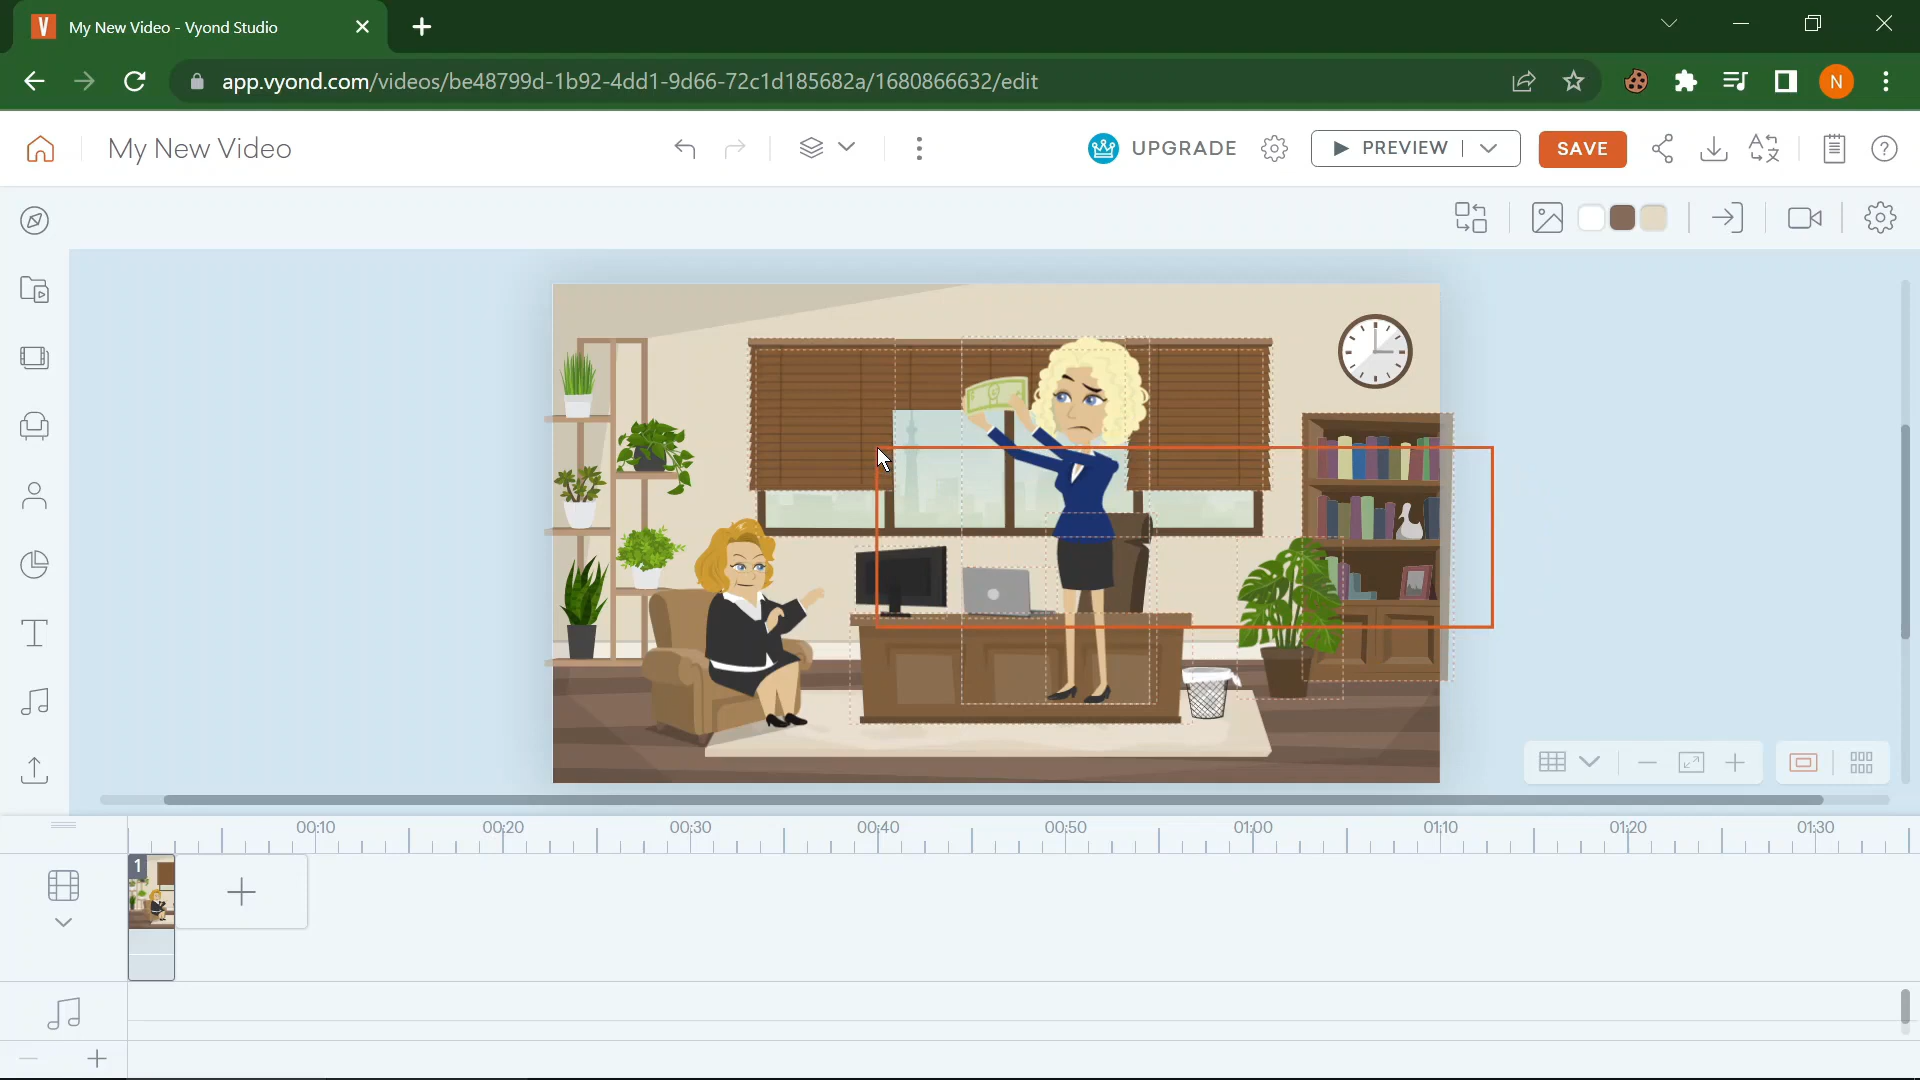 My New Video - Vyond Studio
app.vyond.com/videos/be48799d-1b92-4dd1-9d66-72c1d185682a/1680866632/edit
N
My New Video
UPGRADE
PREVIEW
SAVE
00:10 00:20 00:30 00:40 00:50 01:00 01:10 01:20 01:30
1